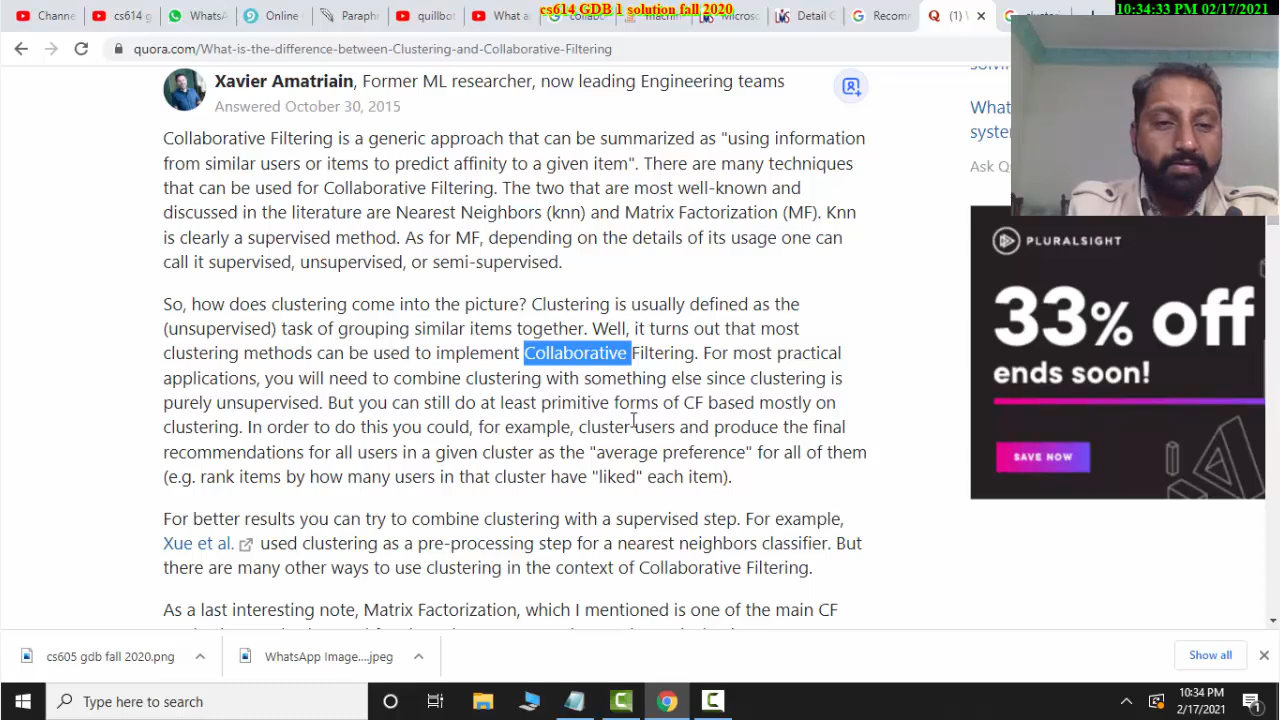 cs614 GDB 1 solution fall 2020
10:34:33 PM 02/17/2021
Channe
cs614 g
WhatsA
Online
Paraph
quillbot
What a
collabo
machin
Micros
Detail C
Recomm
(1) V
cluster
quora.com/What-is-the-difference-between-Clustering-and-Collaborative-Filtering
Xavier Amatriain, Former ML researcher, now leading Engineering teams
Answered October 30, 2015
Collaborative Filtering is a generic approach that can be summarized as "using information
from similar users or items to predict affinity to a given item". There are many techniques
that can be used for Collaborative Filtering. The two that are most well-known and
discussed in the literature are Nearest Neighbors (knn) and Matrix Factorization (MF). Knn
is clearly a supervised method. As for MF, depending on the details of its usage one can
call it supervised, unsupervised, or semi-supervised.
So, how does clustering come into the picture? Clustering is usually defined as the
(unsupervised) task of grouping similar items together. Well, it turns out that most
clustering methods can be used to implement Collaborative Filtering. For most practical
applications, you will need to combine clustering with something else since clustering is
purely unsupervised. But you can still do at least primitive forms of CF based mostly on
clustering. In order to do this you could, for example, cluster users and produce the final
recommendations for all users in a given cluster as the "average preference" for all of them
(e.g. rank items by how many users in that cluster have "liked" each item).
For better results you can try to combine clustering with a supervised step. For example,
Xue et al. used clustering as a pre-processing step for a nearest neighbors classifier. But
there are many other ways to use clustering in the context of Collaborative Filtering.
As a last interesting note, Matrix Factorization, which I mentioned is one of the main CF
What
syste
Ask Q
PLURALSIGHT
33% off
ends soon!
SAVE NOW
cs605 gdb fall 2020.png
WhatsApp Image....jpeg
Show all
Type here to search
10:34 PM
2/17/2021
1